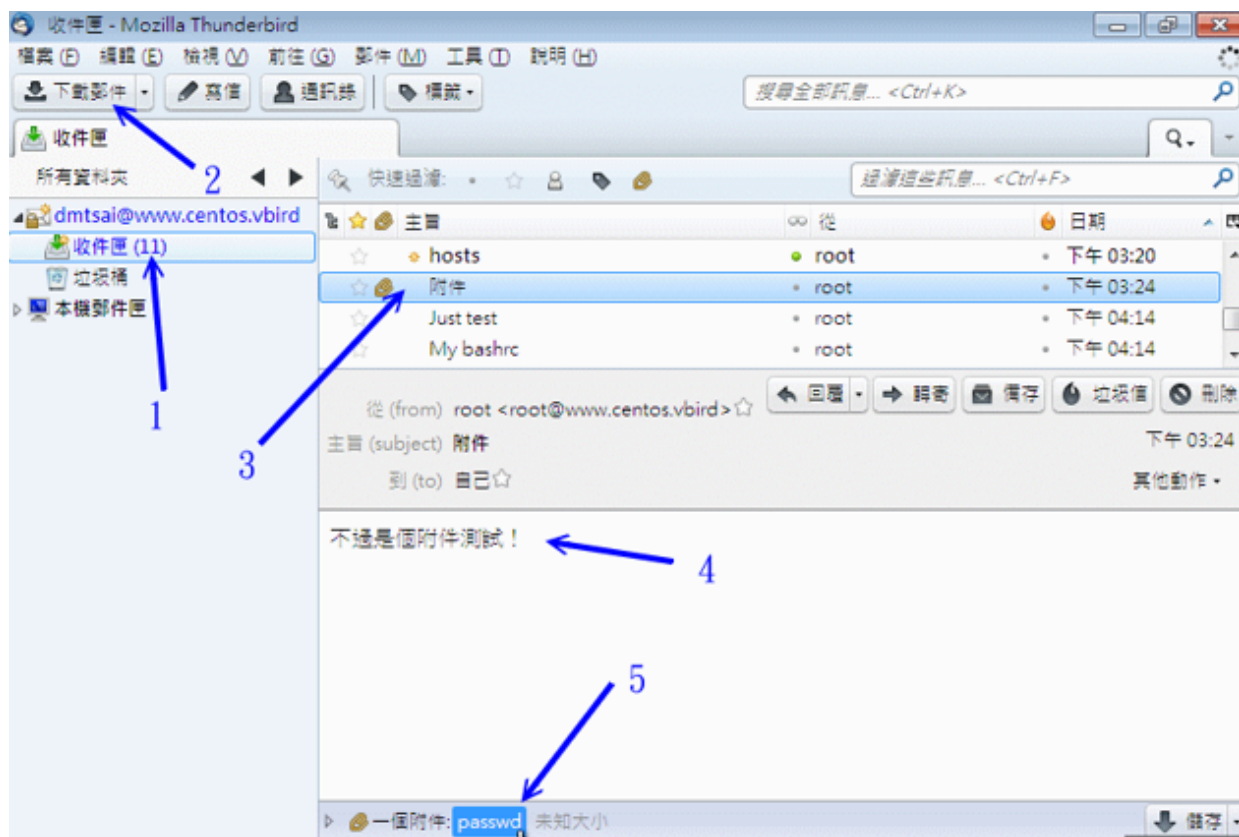 收件匣 - Mozilla Thunderbird
檔案(F) 編輯(E) 檢視(V) 前往(G) 郵件(M) 工具(T) 說明(H)
下載郵件 寫信 通訊錄 標籤 搜尋全部訊息... <Ctrl+K>
收件匣
所有資料夾
2
快速過濾: 過濾這些訊息... <Ctrl+F>
dmtsai@www.centos.vbird
收件匣 (11)
垃圾桶
本機郵件匣
1
主旨 從 日期
hosts root 下午 03:20
附件 root 下午 03:24
Just test root 下午 04:14
My bashrc root 下午 04:14
3
回覆 轉寄 儲存 垃圾信 刪除
從 (from) root <root@www.centos.vbird>
主旨 (subject) 附件 下午 03:24
到 (to) 自己 其他動作
不過是個附件測試！
4
5
一個附件: passwd 未知大小 儲存